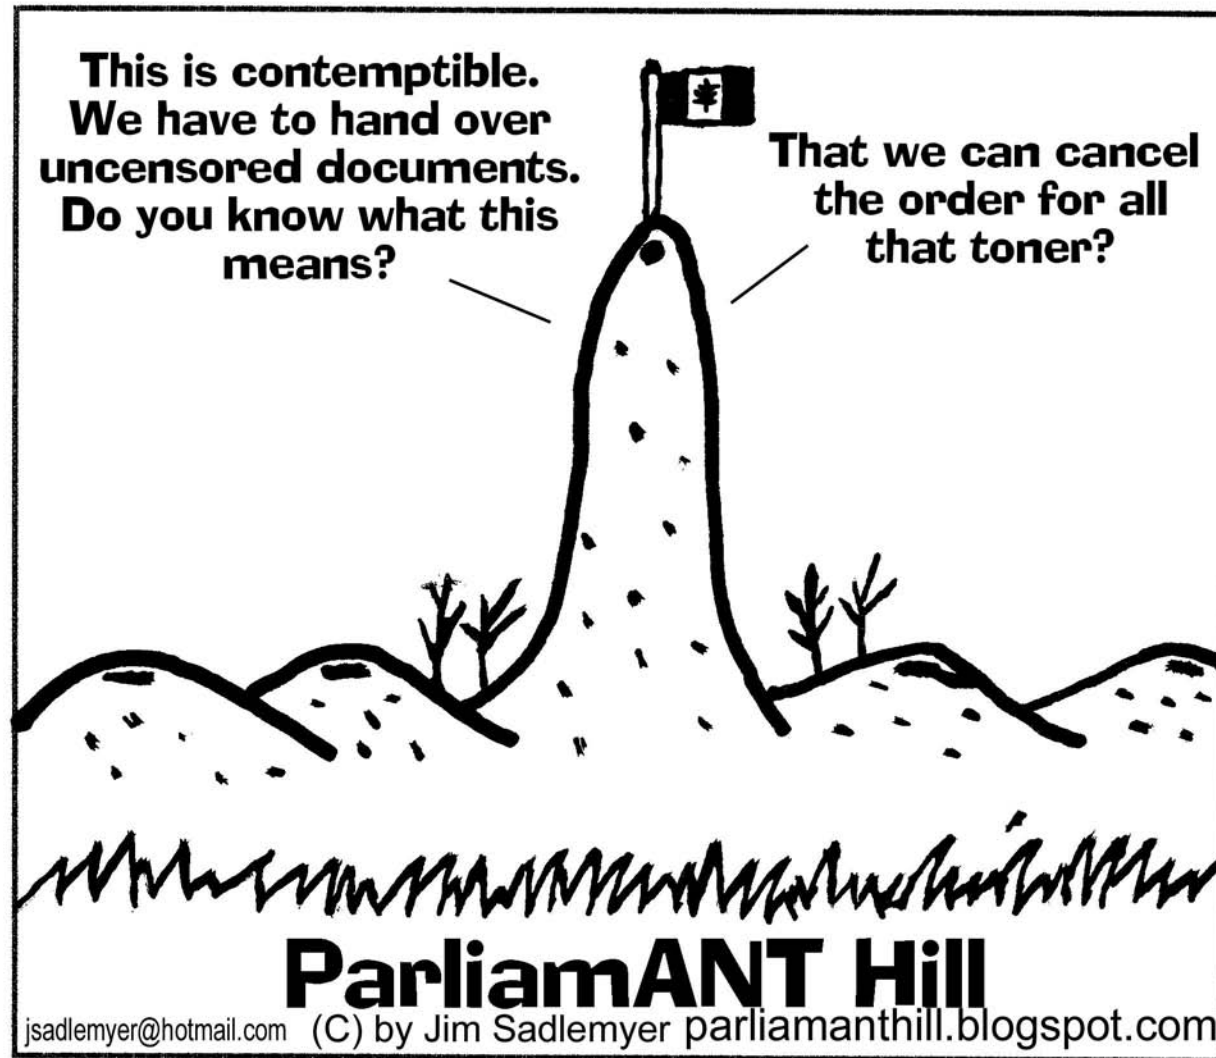 This is contemptible.
We have to hand over
uncensored documents.
Do you know what this
means?
That we can cancel
the order for all
that toner?
ParliamANT Hill
jsadlemyer@hotmail.com (C) by Jim Sadlemyer parliamanthill.blogspot.com